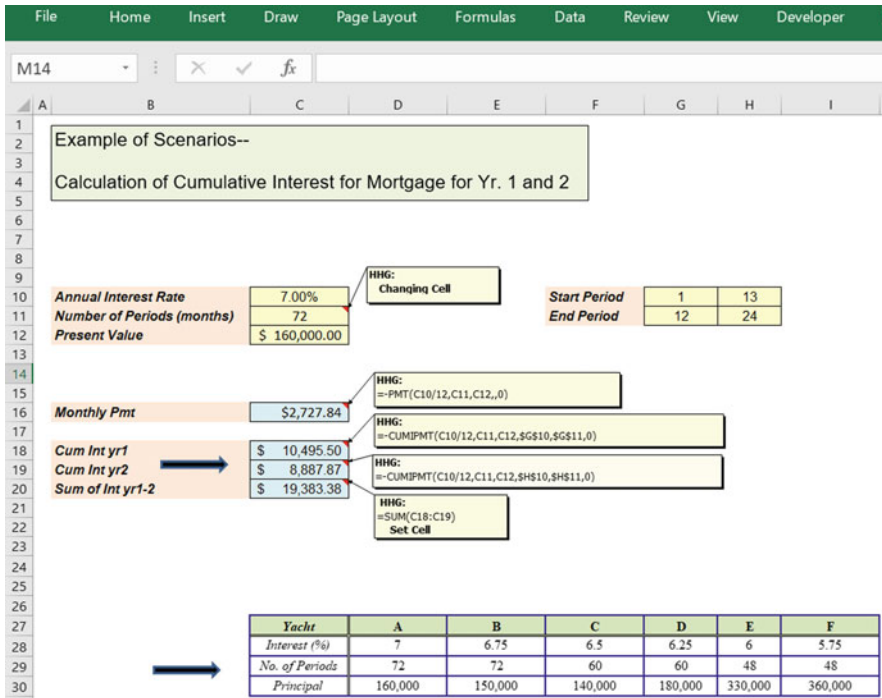 File Home Insert Draw Page Layout Formulas Data Review View Developer
M14 fx
A B C D E F G H I
1
2 Example of Scenarios--
3
4 Calculation of Cumulative Interest for Mortgage for Yr. 1 and 2
5
6
7
8
9 HHG:
Changing Cell
10 Annual Interest Rate 7.00% Start Period 1 13
11 Number of Periods (months) 72 End Period 12 24
12 Present Value $ 160,000.00
13
14 HHG:
15 =-PMT(C10/12,C11,C12,,0)
16 Monthly Pmt $2,727.84
17 HHG:
=-CUMIPMT(C10/12,C11,C12,$G$10,$G$11,0)
18 Cum Int yr1 $ 10,495.50
19 Cum Int yr2 $ 8,887.87 HHG:
=-CUMIPMT(C10/12,C11,C12,$H$10,$H$11,0)
20 Sum of Int yr1-2 $ 19,383.38
21 HHG:
=SUM(C18:C19)
22 Set Cell
23
24
25
26
27 Yacht A B C D E F
28 Interest (%) 7 6.75 6.5 6.25 6 5.75
29 No. of Periods 72 72 60 60 48 48
30 Principal 160,000 150,000 140,000 180,000 330,000 360,000